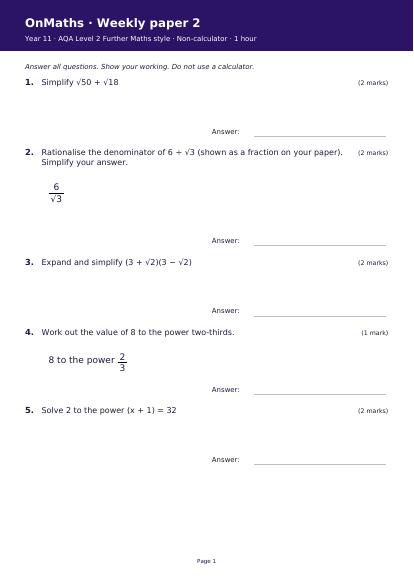 OnMaths · Weekly paper 2
Year 11 · AQA Level 2 Further Maths style · Non-calculator · 1 hour
Answer all questions. Show your working. Do not use a calculator.
1. Simplify √50 + √18 (2 marks)
Answer:
2. Rationalise the denominator of 6 ÷ √3 (shown as a fraction on your paper). (2 marks)
Simplify your answer.
6
√3
Answer:
3. Expand and simplify (3 + √2)(3 − √2) (2 marks)
Answer:
4. Work out the value of 8 to the power two-thirds. (1 mark)
8 to the power 2
3
Answer:
5. Solve 2 to the power (x + 1) = 32 (2 marks)
Answer:
Page 1